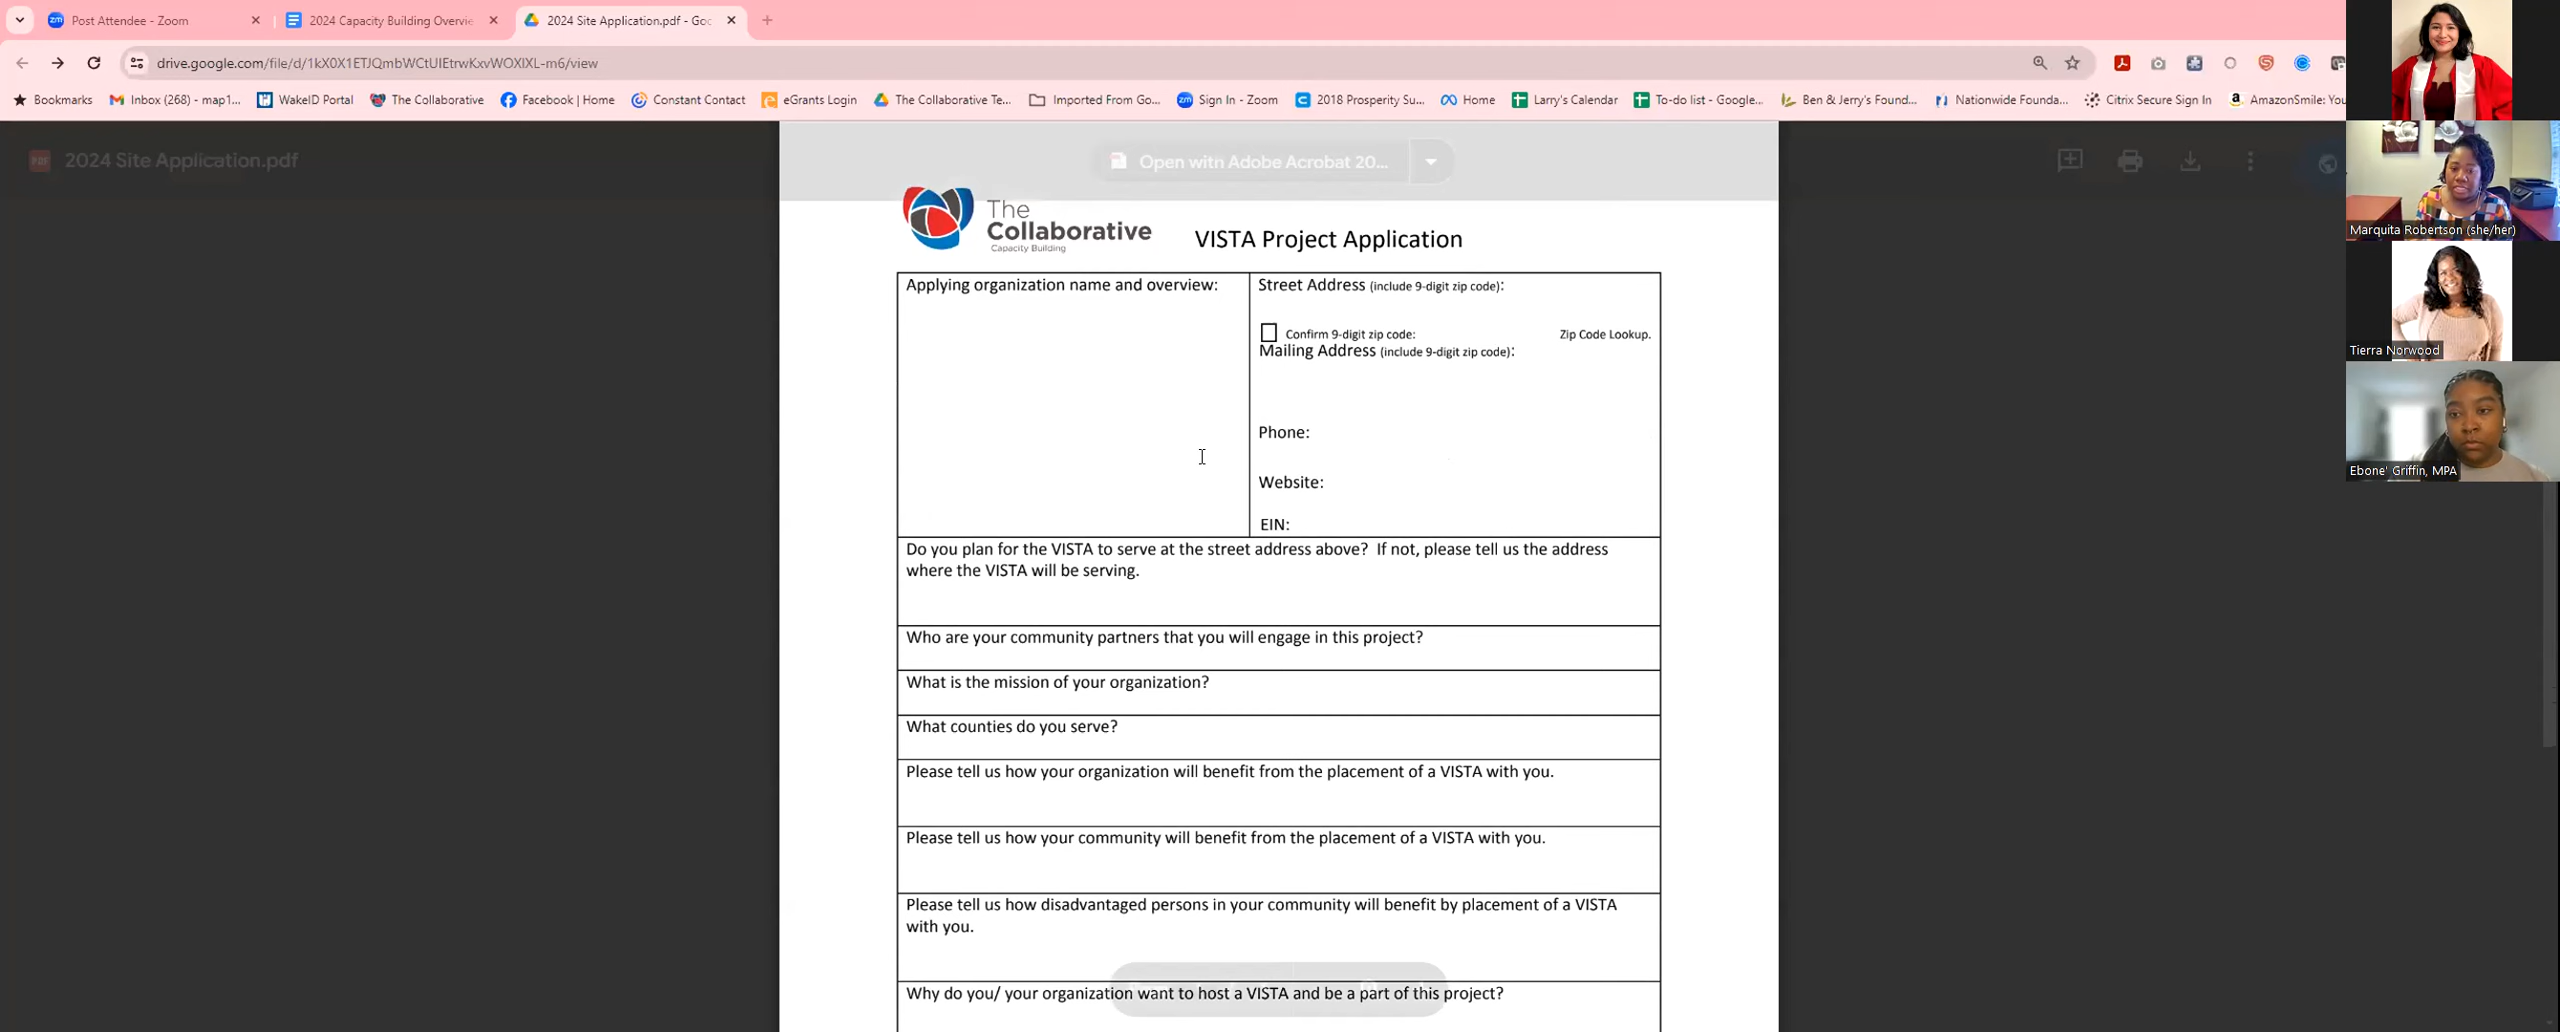 Post Attendee - Zoom
2024 Capacity Building Overvie
2024 Site Application.pdf - Goo
drive.google.com/file/d/1kX0X1ETJQmbWCtUIEtrwKxvWOXIXL-m6/view
Bookmarks
Inbox (268) - map1...
WakeID Portal
The Collaborative
Facebook | Home
Constant Contact
eGrants Login
The Collaborative Te...
Imported From Go...
Sign In - Zoom
2018 Prosperity Su...
Home
Larry's Calendar
To-do list - Google...
Ben & Jerry's Found...
Nationwide Founda...
Citrix Secure Sign In
AmazonSmile: You
PDF
2024 Site Application.pdf
Open with Adobe Acrobat 20...
The
Collaborative
Capacity Building
VISTA Project Application
Applying organization name and overview:
Street Address (include 9-digit zip code):
Confirm 9-digit zip code:
Zip Code Lookup.
Mailing Address (include 9-digit zip code):
Phone:
Website:
EIN:
Do you plan for the VISTA to serve at the street address above? If not, please tell us the address
where the VISTA will be serving.
Who are your community partners that you will engage in this project?
What is the mission of your organization?
What counties do you serve?
Please tell us how your organization will benefit from the placement of a VISTA with you.
Please tell us how your community will benefit from the placement of a VISTA with you.
Please tell us how disadvantaged persons in your community will benefit by placement of a VISTA
with you.
Why do you/ your organization want to host a VISTA and be a part of this project?
Marquita Robertson (she/her)
Tierra Norwood
Ebone' Griffin, MPA